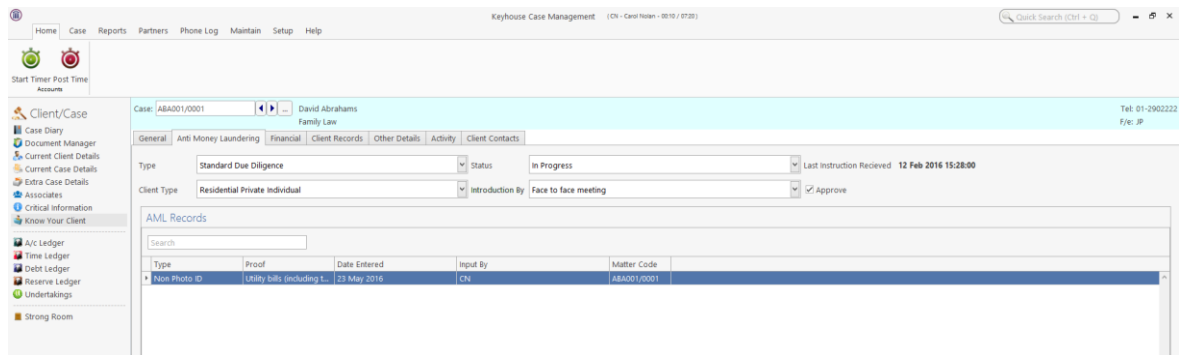 Keyhouse Case Management (CN - Carol Nolan - 00:10 / 07:20)
Quick Search (Ctrl + Q)
Home Case Reports Partners Phone Log Maintain Setup Help
Start Timer Post Time
Accounts
Client/Case
Case Diary
Document Manager
Current Client Details
Current Case Details
Extra Case Details
Associates
Critical Information
Know Your Client
A/c Ledger
Time Ledger
Debt Ledger
Reserve Ledger
Undertakings
Strong Room
Case: ABA001/0001 ... David Abrahams Tel: 01-2902222
Family Law F/e: JP
General Anti Money Laundering Financial Client Records Other Details Activity Client Contacts
Type Standard Due Diligence Status In Progress Last Instruction Recieved 12 Feb 2016 15:28:00
Client Type Residential Private Individual Introduction By Face to face meeting Approve
AML Records
Search
Type Proof Date Entered Input By Matter Code
Non Photo ID Utility bills (including t... 23 May 2016 CN ABA001/0001